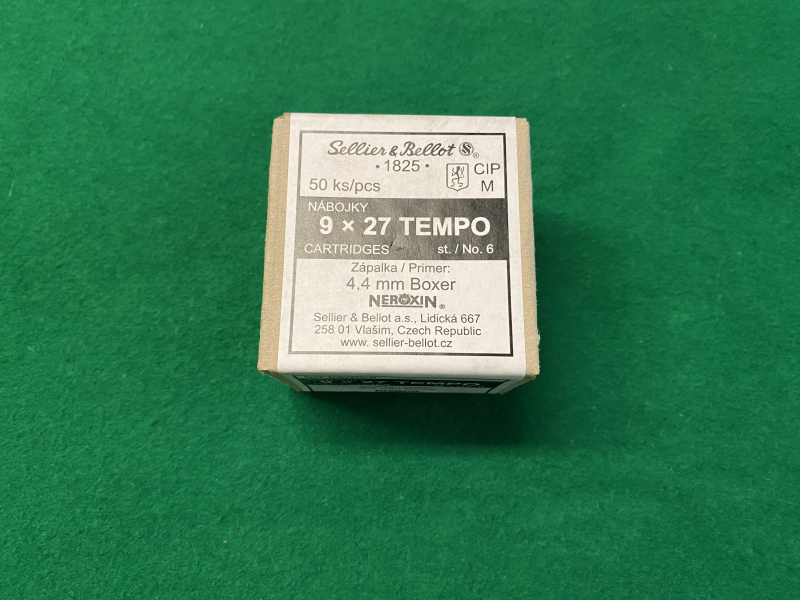 Sellier & Bellot S&B ®
• 1825 •
50 ks/pcs
CIP
M
NÁBOJKY
9 × 27 TEMPO
CARTRIDGES st. / No. 6
Zápalka / Primer:
4.4 mm Boxer
NEROXIN ®
Sellier & Bellot a.s., Lidická 667
258 01 Vlašim, Czech Republic
www. sellier-bellot.cz
9 × 27 TEMPO